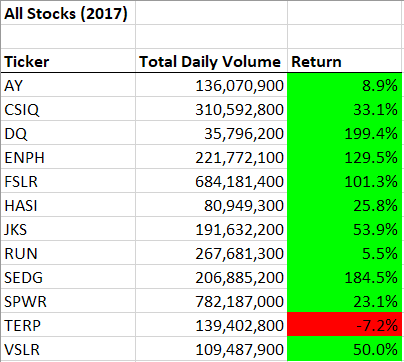 All Stocks (2017)
Ticker Total Daily Volume Return
AY 136,070,900 8.9%
CSIQ 310,592,800 33.1%
DQ 35,796,200 199.4%
ENPH 221,772,100 129.5%
FSLR 684,181,400 101.3%
HASI 80,949,300 25.8%
JKS 191,632,200 53.9%
RUN 267,681,300 5.5%
SEDG 206,885,200 184.5%
SPWR 782,187,000 23.1%
TERP 139,402,800 -7.2%
VSLR 109,487,900 50.0%